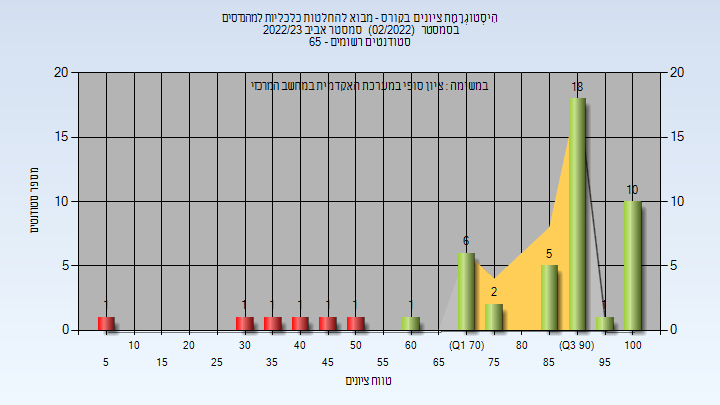 היסטוגרמת ציונים בקורס - מבוא להחלטות כלכליות למהנדסים
בסמסטר (02/2022) סמסטר אביב 2022/23
סטודנטים רשומים - 65
במשימה : ציון סופי במערכת האקדמית במחשב המרכזי
מספר סטודנטים
20 20
15 15
10 10
5 5
0 0
1 1 1 1 1 1 1 6 2 5 18 1 10
10 20 30 40 50 60 (Q1 70) 80 (Q3 90) 100
5 15 25 35 45 55 65 75 85 95
טווח ציונים